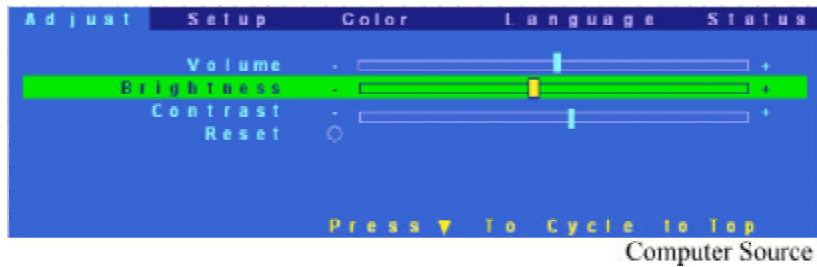 Adjust Setup Color Language Status
Volume - +
Brightness - +
Contrast - +
Reset
Press ▼ To Cycle to Top
Computer Source